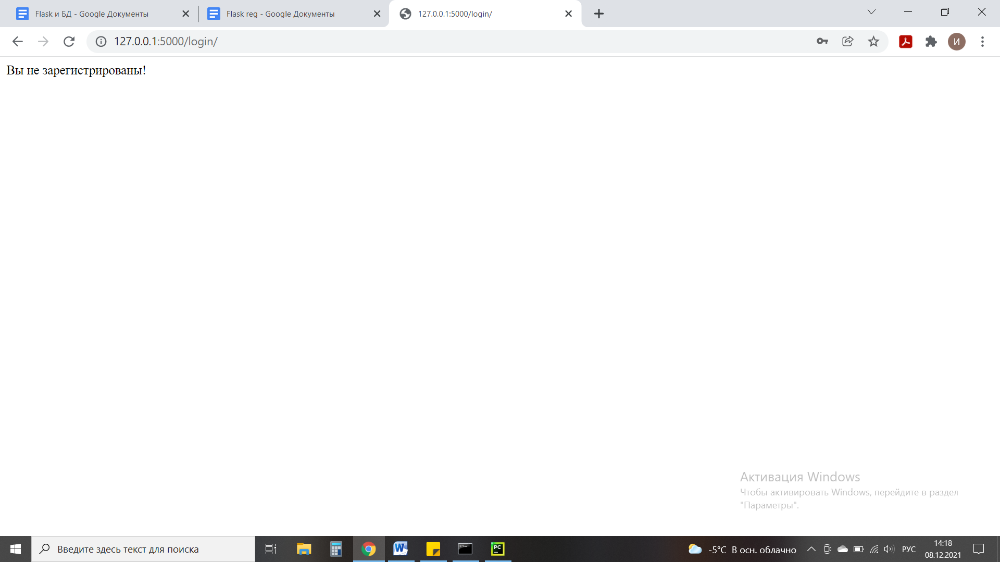 Flask и БД - Google Документы
Flask reg - Google Документы
127.0.0.1:5000/login/
127.0.0.1:5000/login/
И
Вы не зарегистрированы!
Активация Windows
Чтобы активировать Windows, перейдите в раздел
"Параметры".
Введите здесь текст для поиска
W
PC
-5°C В осн. облачно
РУС
14:18
08.12.2021